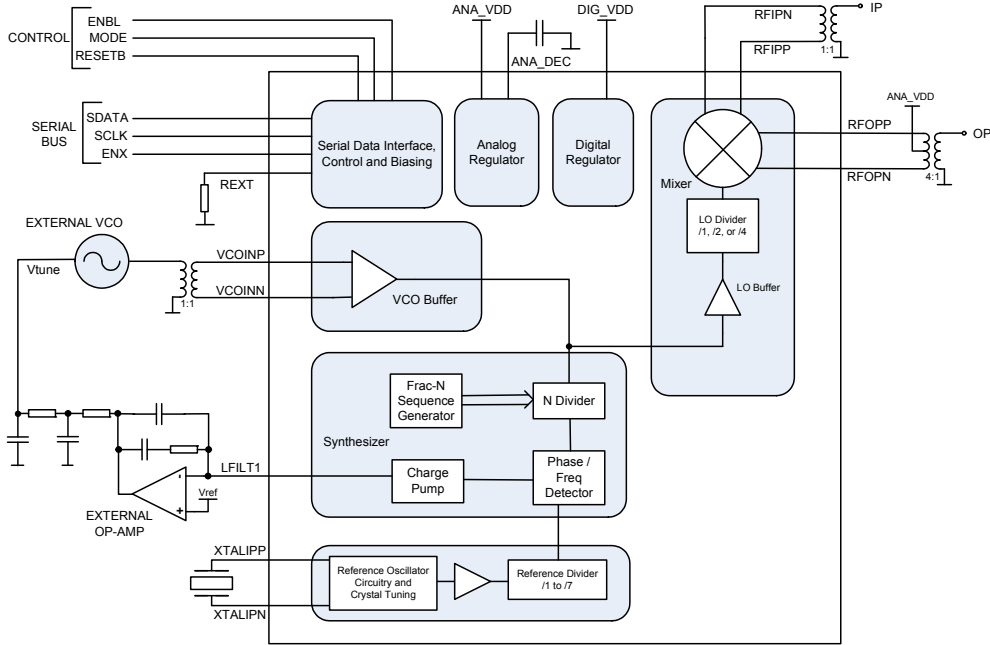 CONTROL
ENBL
MODE
RESETB
ANA_VDD
DIG_VDD
ANA_DEC
RFIPN
RFIPP
1:1
IP
SERIAL
BUS
SDATA
SCLK
ENX
REXT
Serial Data Interface,
Control and Biasing
Analog
Regulator
Digital
Regulator
Mixer
ANA_VDD
RFOPP
RFOPN
4:1
OP
LO Divider
/1, /2, or /4
LO Buffer
EXTERNAL VCO
Vtune
VCOINP
VCOINN
1:1
VCO Buffer
Frac-N
Sequence
Generator
N Divider
Synthesizer
Charge
Pump
Phase /
Freq
Detector
LFILT1
-
+
Vref
EXTERNAL
OP-AMP
XTALIPP
XTALIPN
Reference Oscillator
Circuitry and
Crystal Tuning
Reference Divider
/1 to /7